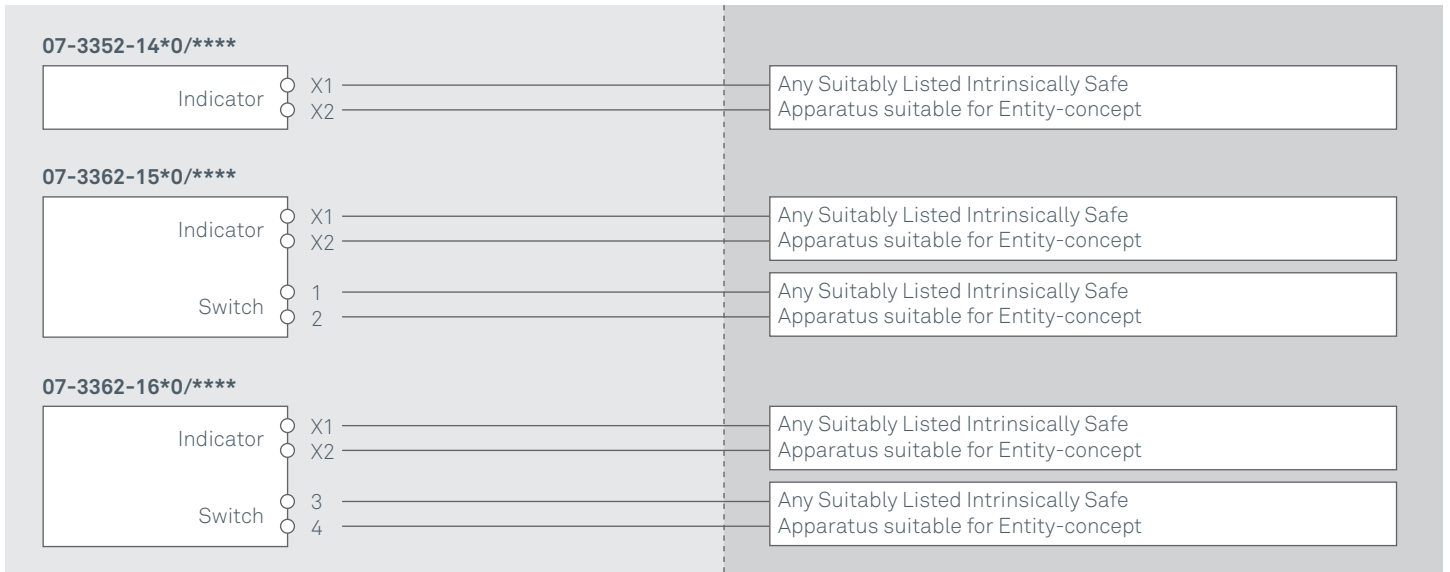 07-3352-14*0/****
Indicator
X1
X2
Any Suitably Listed Intrinsically Safe
Apparatus suitable for Entity-concept
07-3362-15*0/****
Indicator
X1
X2
Any Suitably Listed Intrinsically Safe
Apparatus suitable for Entity-concept
Switch
1
2
Any Suitably Listed Intrinsically Safe
Apparatus suitable for Entity-concept
07-3362-16*0/****
Indicator
X1
X2
Any Suitably Listed Intrinsically Safe
Apparatus suitable for Entity-concept
Switch
3
4
Any Suitably Listed Intrinsically Safe
Apparatus suitable for Entity-concept